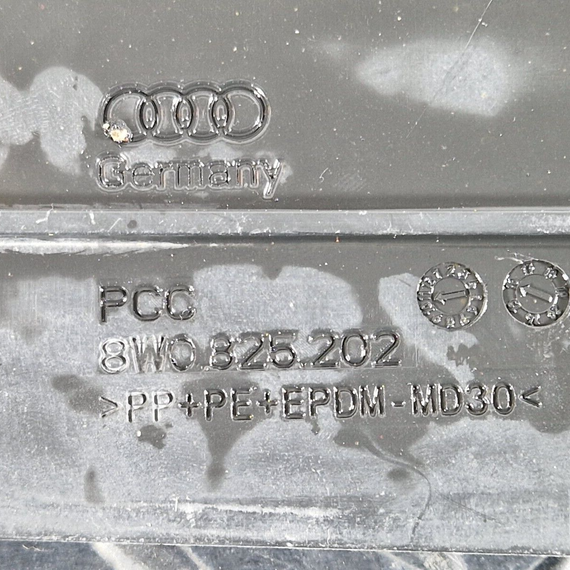 Germany
PCC
8W0.825.202
>PP+PE+EPDM-MD30<